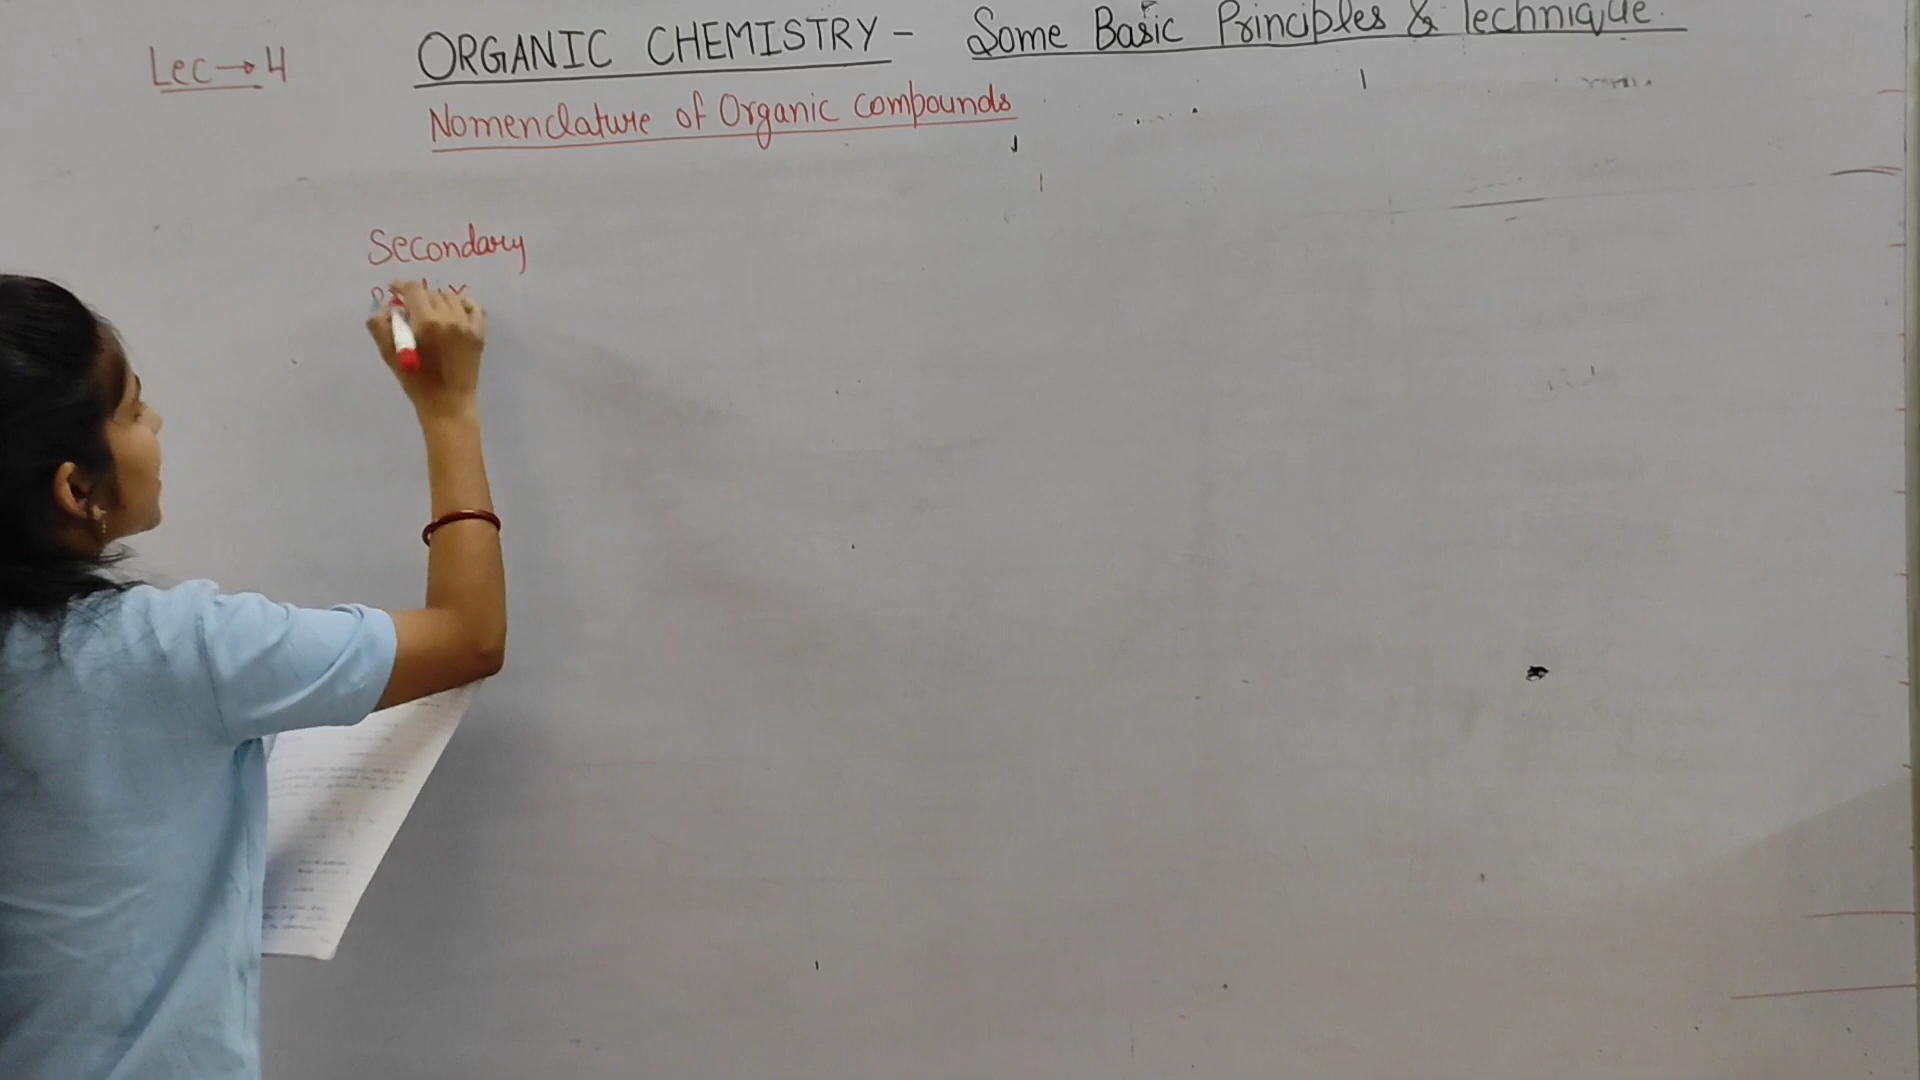 Lec → 4
ORGANIC CHEMISTRY - Some Basic Principles & Technique
Nomenclature of Organic compounds
Secondary